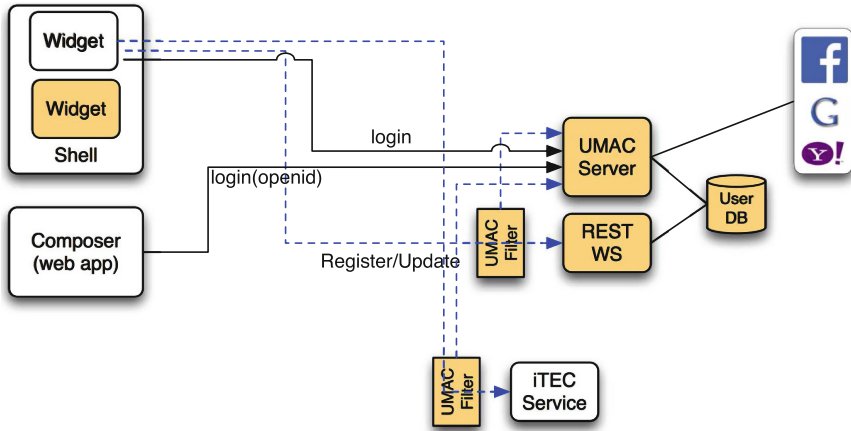 Widget
Widget
Shell
Composer
(web app)
login
login(openid)
Register/Update
UMAC
Filter
UMAC
Filter
UMAC
Server
REST
WS
User
DB
iTEC
Service
f
G
Y!